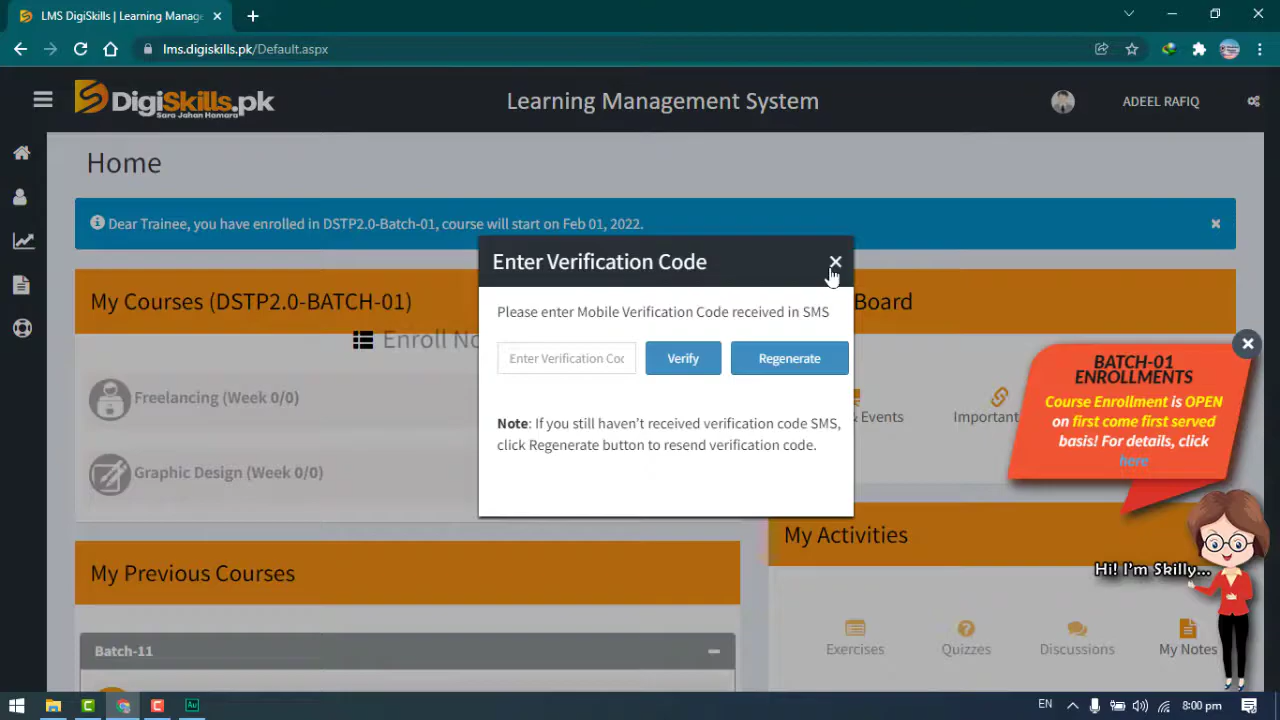 LMS DigiSkills | Learning Manage
lms.digiskills.pk/Default.aspx
DigiSkills.pk
Sara Jahan Hamara
Learning Management System
ADEEL RAFIQ
Home
Dear Trainee, you have enrolled in DSTP2.0-Batch-01, course will start on Feb 01, 2022.
My Courses (DSTP2.0-BATCH-01)
Board
Enroll No
Freelancing (Week 0/0)
Graphic Design (Week 0/0)
Enter Verification Code
Please enter Mobile Verification Code received in SMS
Enter Verification Coc
Verify
Regenerate
Note: If you still haven't received verification code SMS,
click Regenerate button to resend verification code.
& Events
Important
BATCH-01
ENROLLMENTS
Course Enrollment is OPEN
on first come first served
basis! For details, click
here
My Activities
Hi! I'm Skilly...
Exercises
Quizzes
Discussions
My Notes
My Previous Courses
Batch-11
Au
EN
8:00 pm